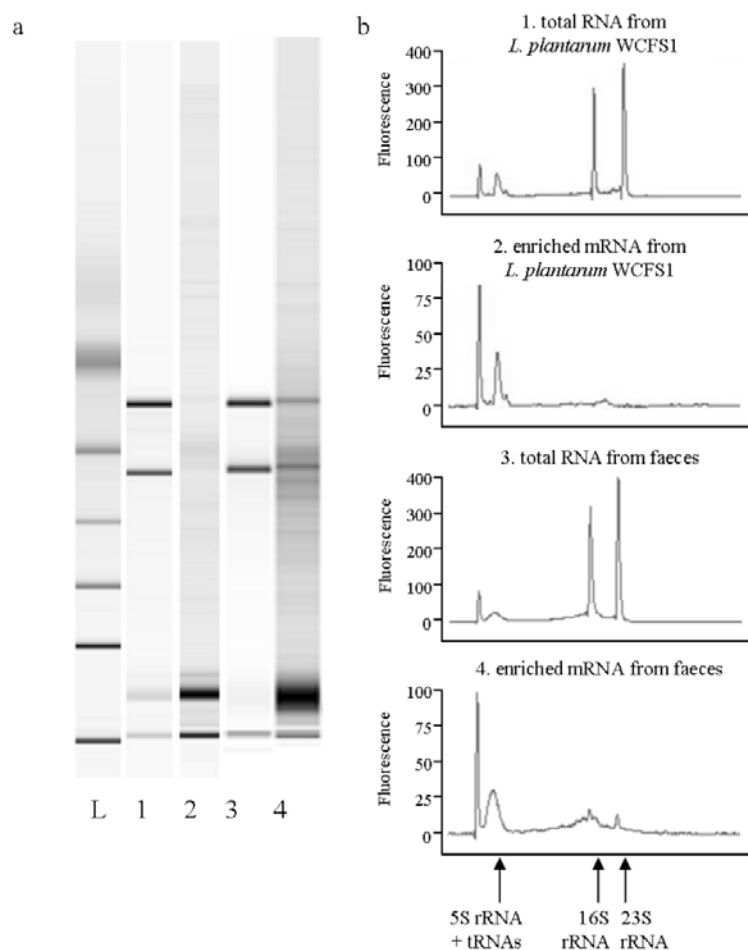 a
L 1 2 3 4
b
1. total RNA from
L. plantarum WCFS1
Fluorescence
400
300
200
100
0
2. enriched mRNA from
L. plantarum WCFS1
Fluorescence
100
75
50
25
0
3. total RNA from faeces
Fluorescence
400
300
200
100
0
4. enriched mRNA from faeces
Fluorescence
100
75
50
25
0
5S rRNA
+ tRNAs
16S
rRNA
23S
rRNA